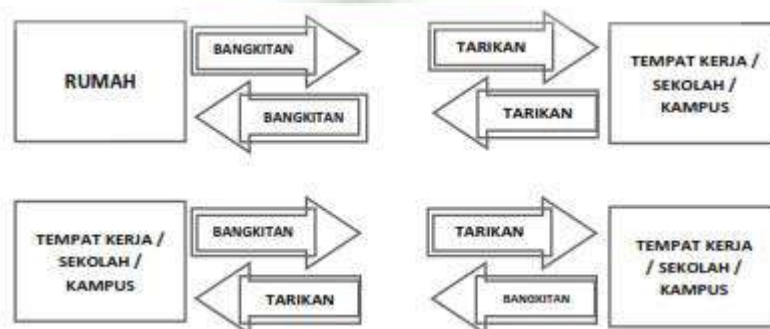 BANGKITAN
TARIKAN
RUMAH
TEMPAT KERJA /
SEKOLAH /
KAMPUS
BANGKITAN
TARIKAN
BANGKITAN
TARIKAN
TEMPAT KERJA /
SEKOLAH /
KAMPUS
TEMPAT KERJA
/ SEKOLAH /
KAMPUS
TARIKAN
BANGKITAN